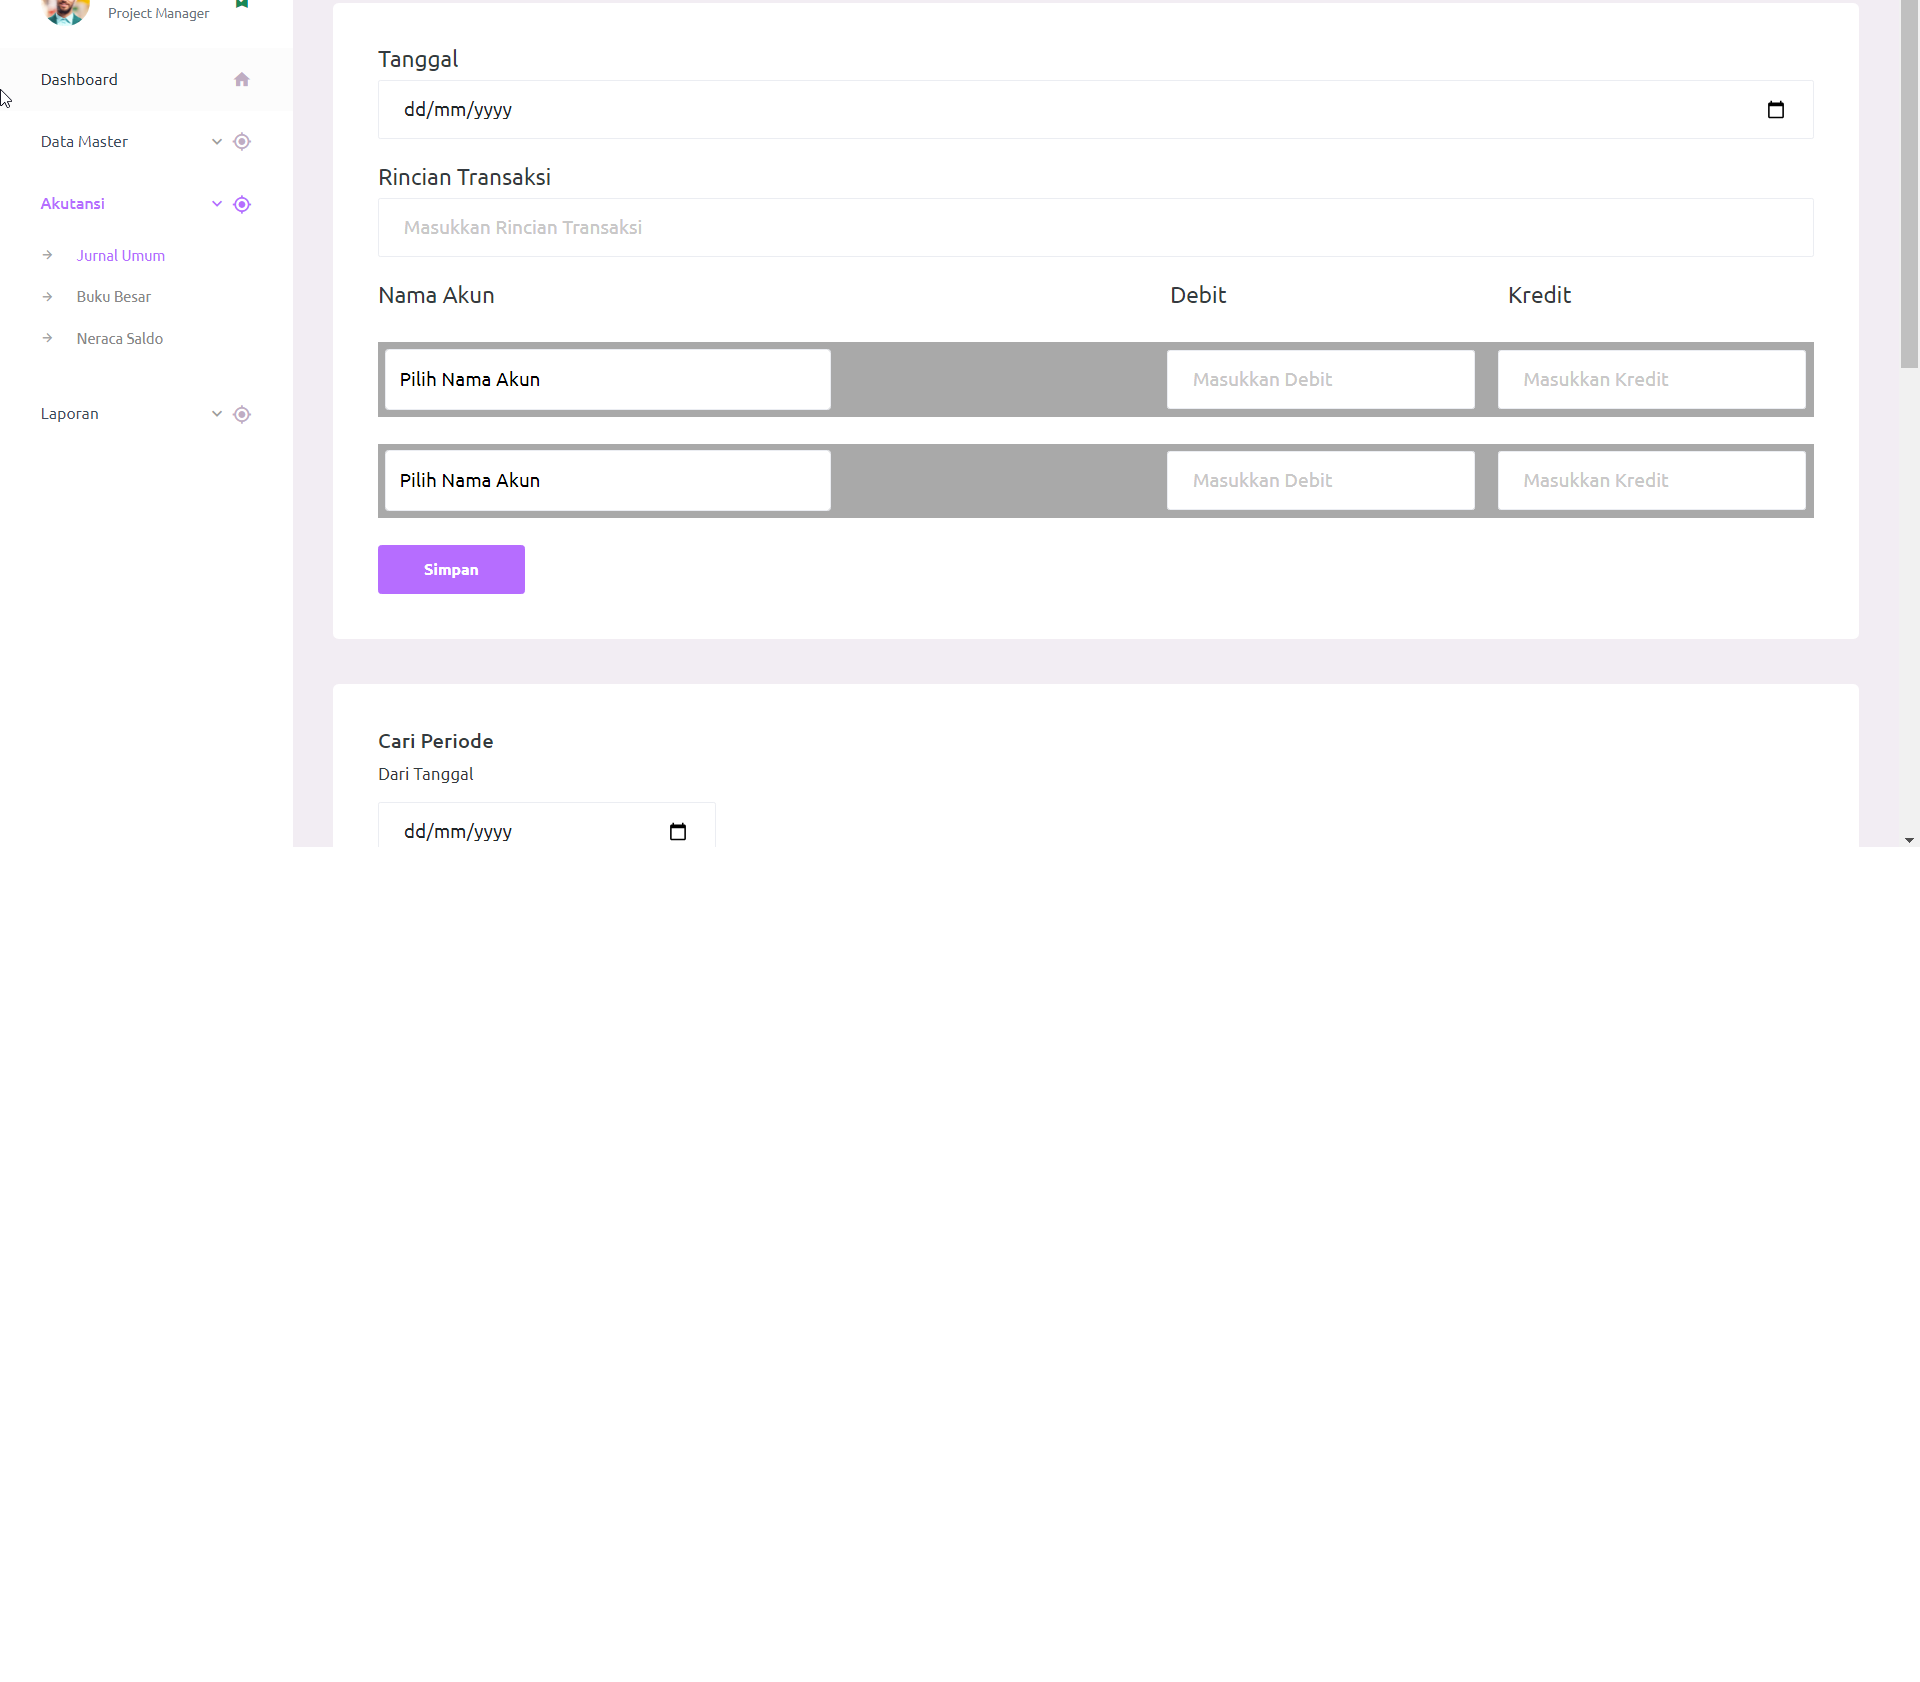 Project Manager
Dashboard
Data Master
Akutansi
Jurnal Umum
Buku Besar
Neraca Saldo
Laporan
Tanggal
dd/mm/yyyy
Rincian Transaksi
Masukkan Rincian Transaksi
Nama Akun Debit Kredit
Pilih Nama Akun Masukkan Debit Masukkan Kredit
Pilih Nama Akun Masukkan Debit Masukkan Kredit
Simpan
Cari Periode
Dari Tanggal
dd/mm/yyyy